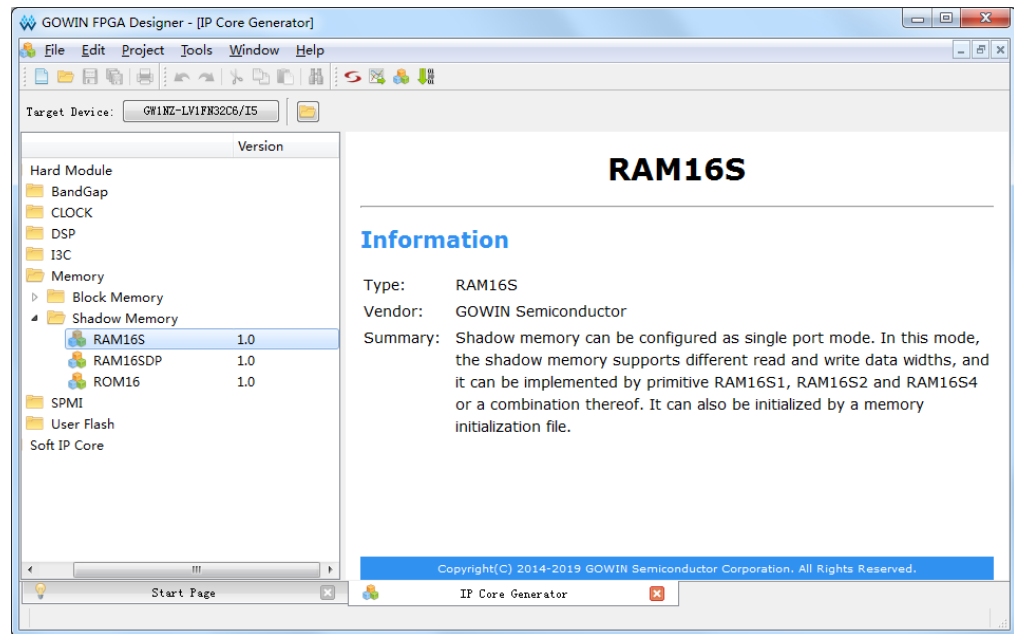 GOWIN FPGA Designer - [IP Core Generator]
File Edit Project Tools Window Help
Target Device: GW1NZ-LV1FN32C6/I5
Version
Hard Module
BandGap
CLOCK
DSP
I3C
Memory
Block Memory
Shadow Memory
RAM16S 1.0
RAM16SDP 1.0
ROM16 1.0
SPMI
User Flash
Soft IP Core
RAM16S
Information
Type: RAM16S
Vendor: GOWIN Semiconductor
Summary: Shadow memory can be configured as single port mode. In this mode,
the shadow memory supports different read and write data widths, and
it can be implemented by primitive RAM16S1, RAM16S2 and RAM16S4
or a combination thereof. It can also be initialized by a memory
initialization file.
Copyright(C) 2014-2019 GOWIN Semiconductor Corporation. All Rights Reserved.
Start Page
IP Core Generator